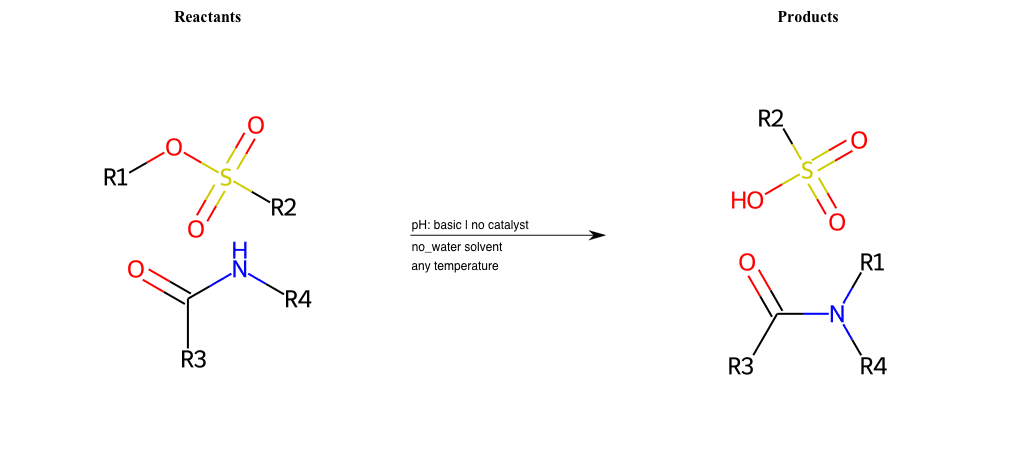 Reactants
Products
O
O
R1
S
R2
O
H
O
N
R4
R3
pH: basic | no catalyst
no_water solvent
any temperature
R2
O
S
HO
O
O
R1
N
R3
R4